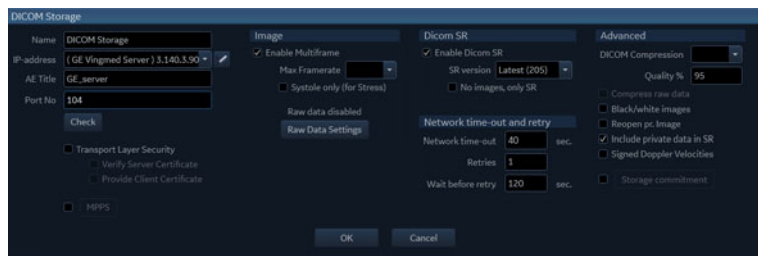 DICOM Storage
Name DICOM Storage
IP-address ( GE Vingmed Server ) 3.140.3.90
AE Title GE_server
Port No 104
Check
Transport Layer Security
Verify Server Certificate
Provide Client Certificate
MPPS
Image
Enable Multiframe
Max Framerate
Systole only (for Stress)
Raw data disabled
Raw Data Settings
Dicom SR
Enable Dicom SR
SR version Latest (205)
No images, only SR
Network time-out and retry
Network time-out 40 sec.
Retries 1
Wait before retry 120 sec.
Advanced
DICOM Compression
Quality % 95
Compress raw data
Black/white images
Reopen pr. Image
Include private data in SR
Signed Doppler Velocities
Storage commitment
OK
Cancel